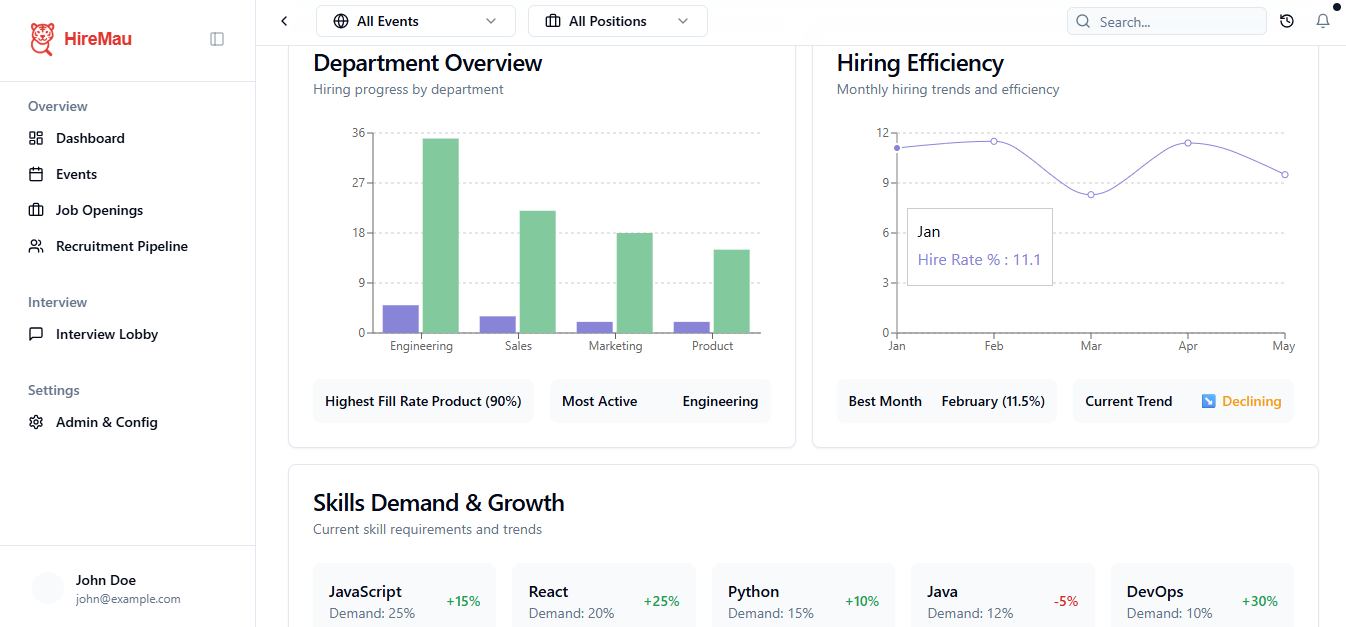 HireMau
All Events
All Positions
Search...
Overview
Dashboard
Events
Job Openings
Recruitment Pipeline
Interview
Interview Lobby
Settings
Admin & Config
John Doe
john@example.com
Department Overview
Hiring progress by department
36
27
18
9
0
Engineering Sales Marketing Product
Highest Fill Rate Product (90%)
Most Active Engineering
Hiring Efficiency
Monthly hiring trends and efficiency
12
9
6
3
0
Jan
Hire Rate % : 11.1
Jan Feb Mar Apr May
Best Month February (11.5%)
Current Trend Declining
Skills Demand & Growth
Current skill requirements and trends
JavaScript
Demand: 25%
+15%
React
Demand: 20%
+25%
Python
Demand: 15%
+10%
Java
Demand: 12%
-5%
DevOps
Demand: 10%
+30%